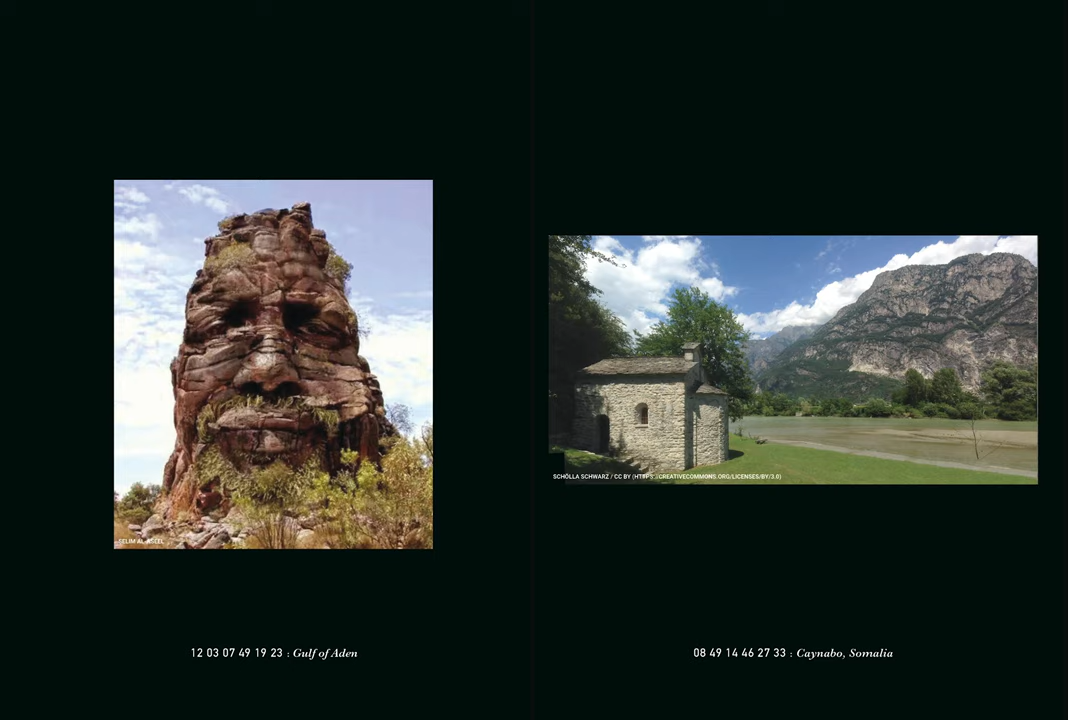 SELIM AL-ASEEL
SCHÖLLA SCHWARZ / CC BY (HTTPS://CREATIVECOMMONS.ORG/LICENSES/BY/3.0)
12 03 07 49 19 23 : Gulf of Aden
08 49 14 46 27 33 : Caynabo, Somalia